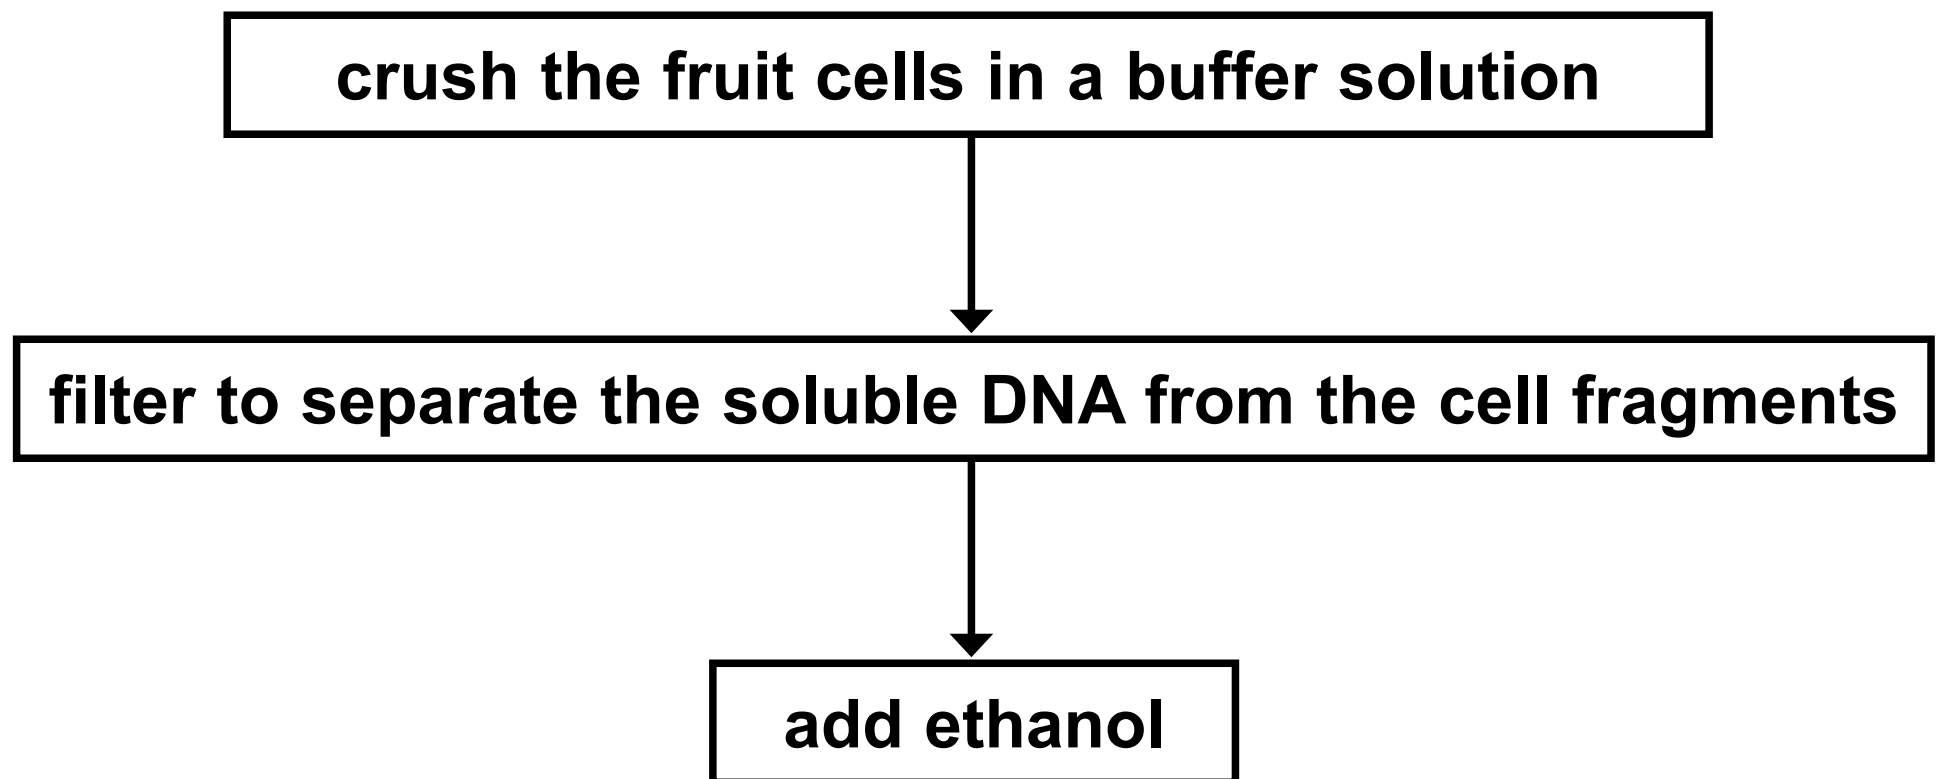 crush the fruit cells in a buffer solution
filter to separate the soluble DNA from the cell fragments
add ethanol